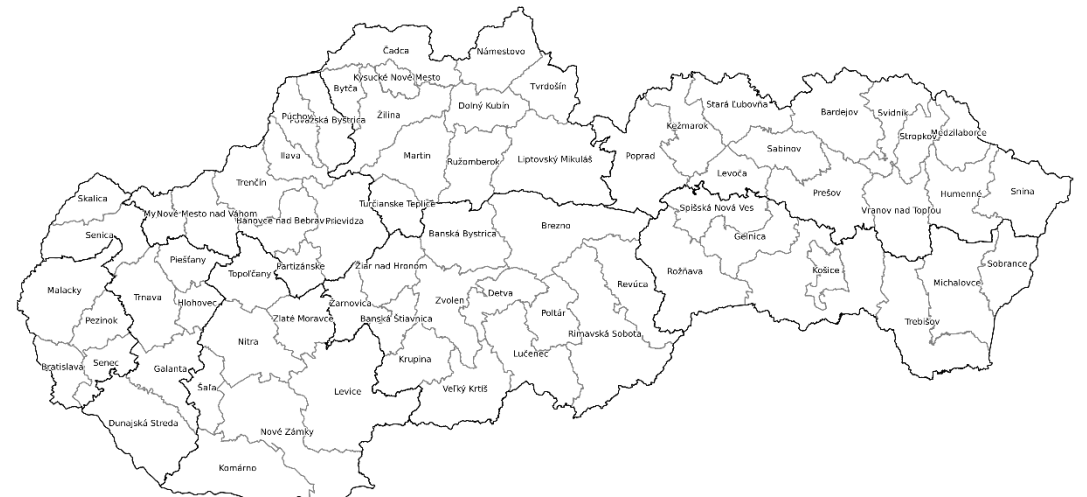 Čadca
Námestovo
Kysucké Nové Mesto
Bytča
Tvrdošín
Dolný Kubín
Stará Ľubovňa
Bardejov
Svidník
Púchov
Považská Bystrica
Žilina
Kežmarok
Stropkov
Medzilaborce
Sabinov
Ilava
Martin
Ružomberok
Liptovský Mikuláš
Poprad
Levoča
Trenčín
Prešov
Humenné
Snina
Skalica
Turčianske Teplice
Spišská Nová Ves
Vranov nad Topľou
My
Nové Mesto nad Váhom
Bánovce nad Bebrav
Prievidza
Senica
Banská Bystrica
Brezno
Gelnica
Piešťany
Topoľčany
Partizánske
Žiar nad Hronom
Rožňava
Košice
Sobrance
Malacky
Trnava
Hlohovec
Žarnovica
Zvolen
Detva
Revúca
Michalovce
Pezinok
Zlaté Moravce
Banská Štiavnica
Poltár
Trebišov
Nitra
Rimavská Sobota
Bratislava
Senec
Galanta
Krupina
Lučenec
Šaľa
Levice
Veľký Krtíš
Dunajská Streda
Nové Zámky
Komárno